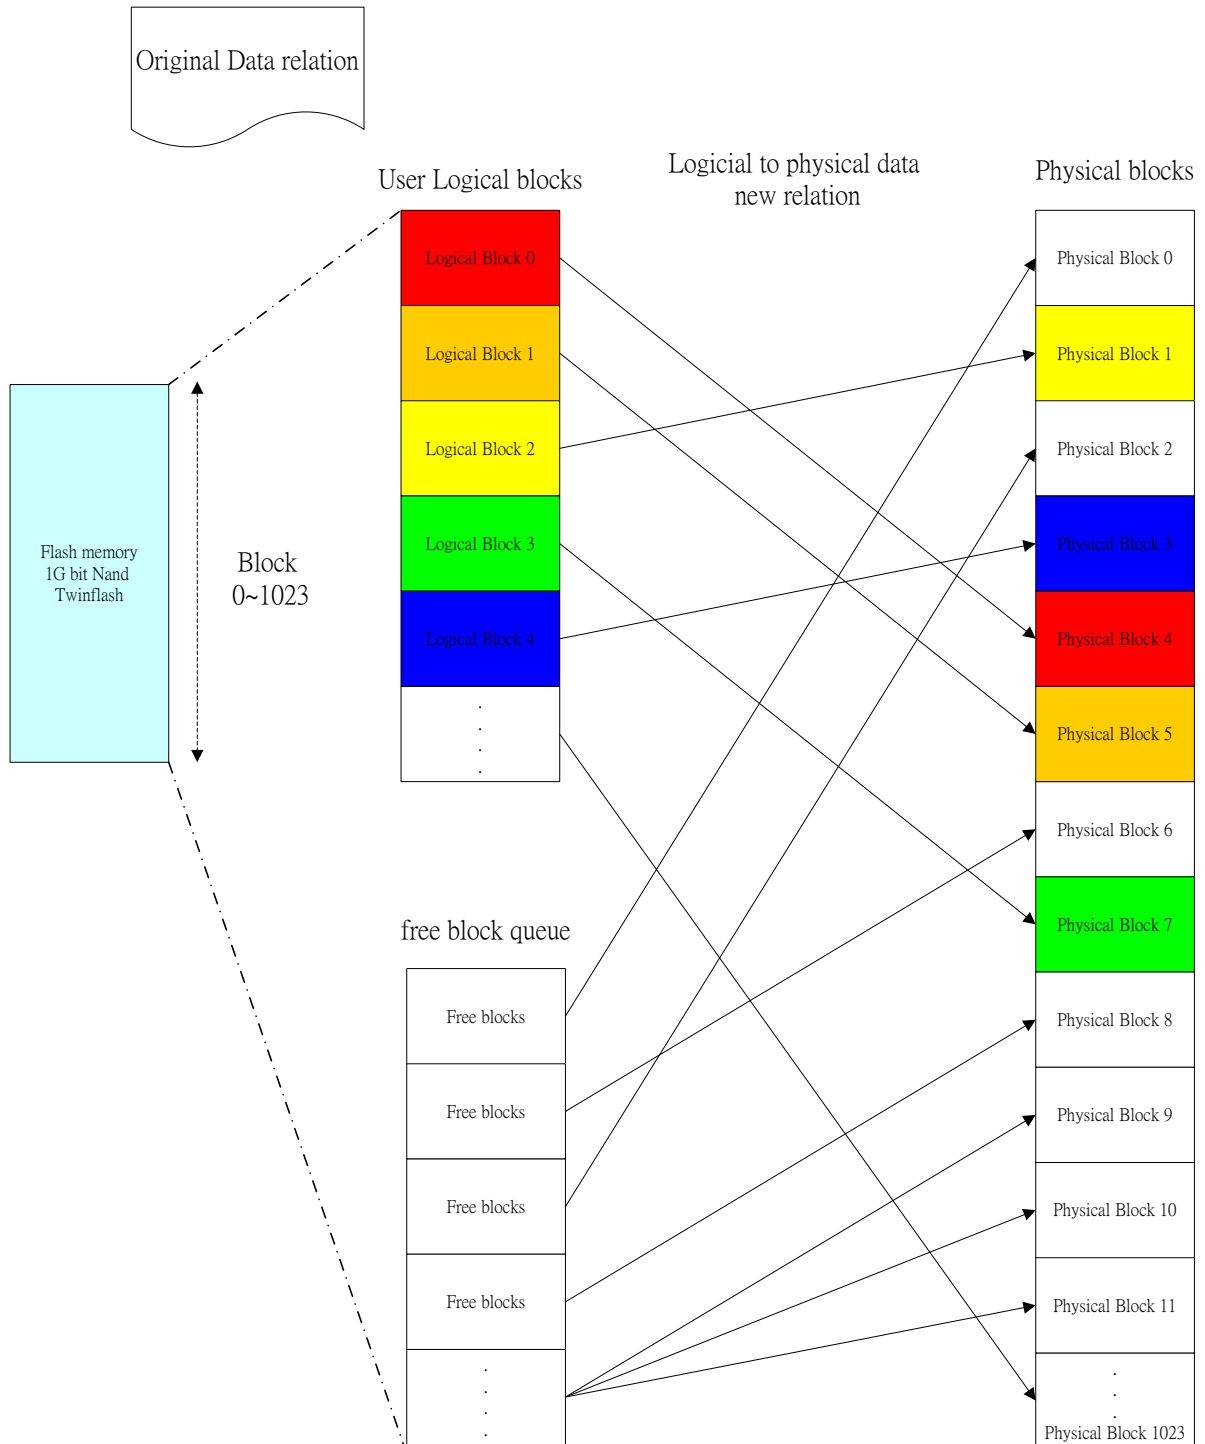 Original Data relation
User Logical blocks
Logicial to physical data
new relation
Physical blocks
Logical Block 0
Logical Block 1
Logical Block 2
Logical Block 3
Logical Block 4
.
.
.
.
Flash memory
1G bit Nand
Twinflash
Block
0~1023
free block queue
Free blocks
Free blocks
Free blocks
Free blocks
.
.
.
.
Physical Block 0
Physical Block 1
Physical Block 2
Physical Block 3
Physical Block 4
Physical Block 5
Physical Block 6
Physical Block 7
Physical Block 8
Physical Block 9
Physical Block 10
Physical Block 11
.
.
.
Physical Block 1023